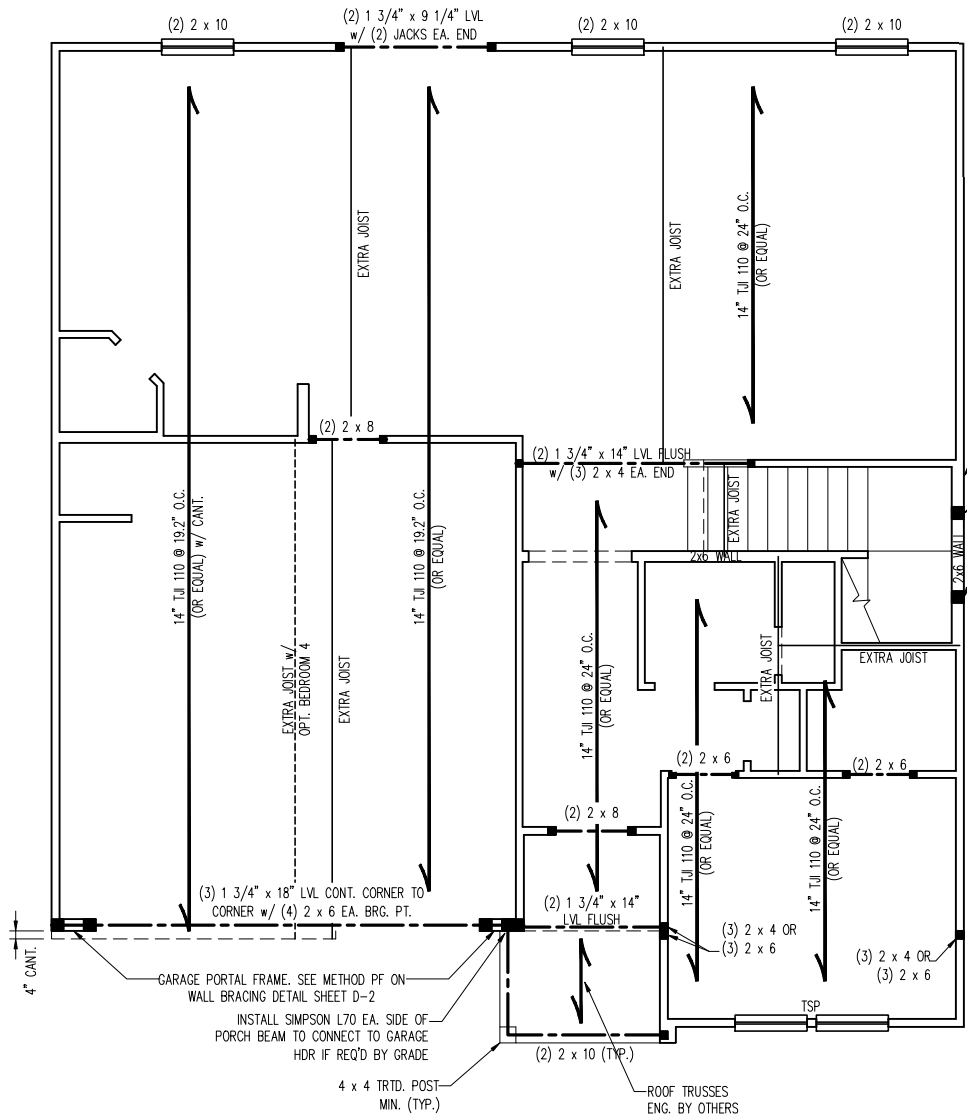 (2) 2 x 10
(2) 1 3/4" x 9 1/4" LVL
w/ (2) JACKS EA. END
(2) 2 x 10
(2) 2 x 10
EXTRA JOIST
EXTRA JOIST
14" TJI 110 @ 24" O.C.
(OR EQUAL)
(2) 2 x 8
(2) 1 3/4" x 14" LVL FLUSH
w/ (3) 2 x 4 EA. END
14" TJI 110 @ 19.2" O.C.
(OR EQUAL) w/ CANT.
14" TJI 110 @ 19.2" O.C.
(OR EQUAL)
EXTRA JOIST
2x6 WALL
2x6 WALL
EXTRA JOIST w/
OPT. BEDROOM 4
EXTRA JOIST
14" TJI 110 @ 24" O.C.
(OR EQUAL)
EXTRA JOIST
EXTRA JOIST
(2) 2 x 6
(2) 2 x 6
(2) 2 x 8
14" TJI 110 @ 24" O.C.
(OR EQUAL)
14" TJI 110 @ 24" O.C.
(OR EQUAL)
(3) 1 3/4" x 18" LVL CONT. CORNER TO
CORNER w/ (4) 2 x 6 EA. BRG. PT.
(2) 1 3/4" x 14"
LVL FLUSH
4" CANT.
(3) 2 x 4 OR
(3) 2 x 6
(3) 2 x 4 OR
(3) 2 x 6
GARAGE PORTAL FRAME. SEE METHOD PF ON
WALL BRACING DETAIL SHEET D-2
TSP
INSTALL SIMPSON L70 EA. SIDE OF
PORCH BEAM TO CONNECT TO GARAGE
HDR IF REQ'D BY GRADE
(2) 2 x 10 (TYP.)
4 x 4 TRTD. POST
MIN. (TYP.)
ROOF TRUSSES
ENG. BY OTHERS